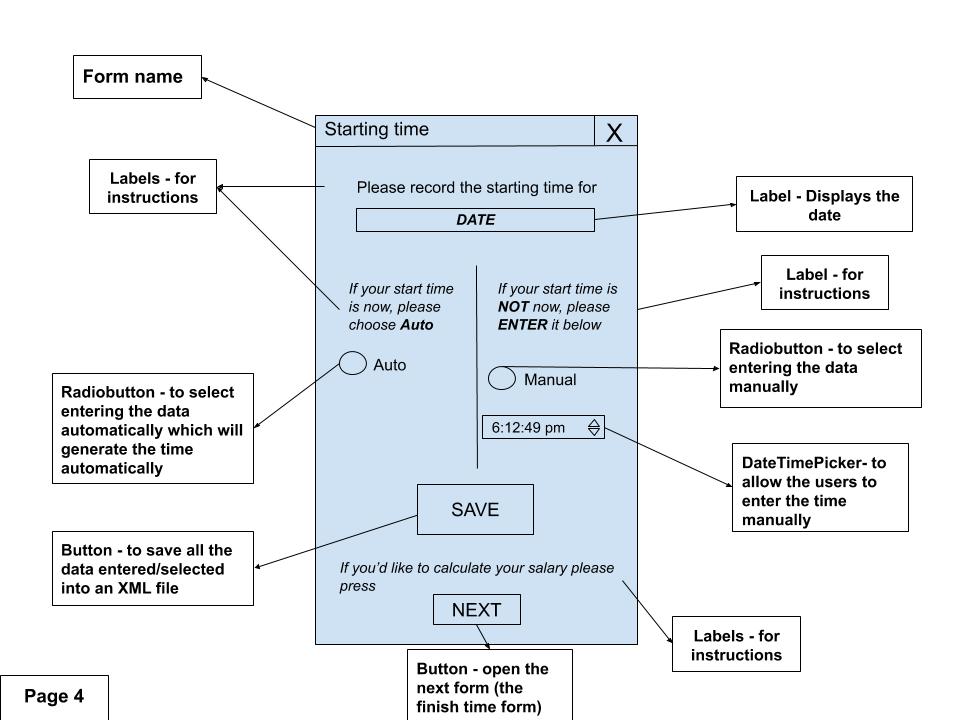 Form name
Starting time
X
Labels - for
instructions
Please record the starting time for
DATE
Label - Displays the
date
If your start time
is now, please
choose Auto
If your start time is
NOT now, please
ENTER it below
Label - for
instructions
Auto
Manual
Radiobutton - to select
entering the data
manually
Radiobutton - to select
entering the data
automatically which will
generate the time
automatically
6:12:49 pm
DateTimePicker- to
allow the users to
enter the time
manually
SAVE
Button - to save all the
data entered/selected
into an XML file
If you’d like to calculate your salary please
press
NEXT
Labels - for
instructions
Button - open the
next form (the
finish time form)
Page 4